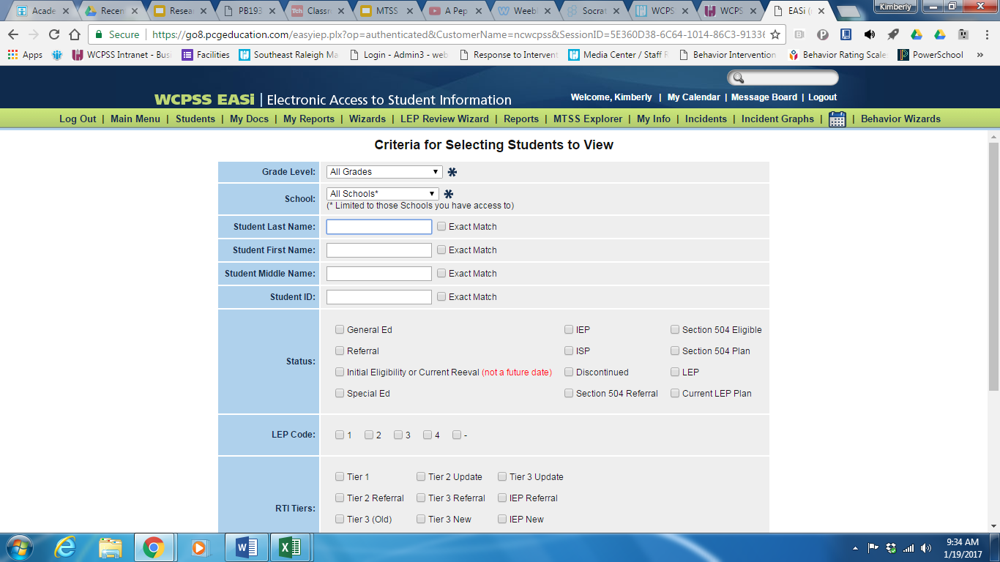 Kimberly
Acade
Recen
Resear
PB193
Classr
MTSS
A Pep
Weebl
Socrat
WCPS
WCPS
EASi (
Secure | https://go8.pcgeducation.com/easyiep.plx?op=authenticated&CustomerName=ncwcpss&SessionID=5E360D38-6C64-1014-86C3-91336
Apps WCPSS Intranet - Busi Facilities Southeast Raleigh Ma Login - Admin3 - web Response to Intervent Media Center / Staff R Behavior Intervention Behavior Rating Scale PowerSchool »
WCPSS EASi | Electronic Access to Student Information
Welcome, Kimberly | My Calendar | Message Board | Logout
Log Out | Main Menu | Students | My Docs | My Reports | Wizards | LEP Review Wizard | Reports | MTSS Explorer | My Info | Incidents | Incident Graphs | | Behavior Wizards
Criteria for Selecting Students to View
Grade Level: All Grades *
School: All Schools* *
(* Limited to those Schools you have access to)
Student Last Name: Exact Match
Student First Name: Exact Match
Student Middle Name: Exact Match
Student ID: Exact Match
Status:
General Ed IEP Section 504 Eligible
Referral ISP Section 504 Plan
Initial Eligibility or Current Reeval (not a future date) Discontinued LEP
Special Ed Section 504 Referral Current LEP Plan
LEP Code: 1 2 3 4 -
RTI Tiers:
Tier 1 Tier 2 Update Tier 3 Update
Tier 2 Referral Tier 3 Referral IEP Referral
Tier 3 (Old) Tier 3 New IEP New
9:34 AM
1/19/2017